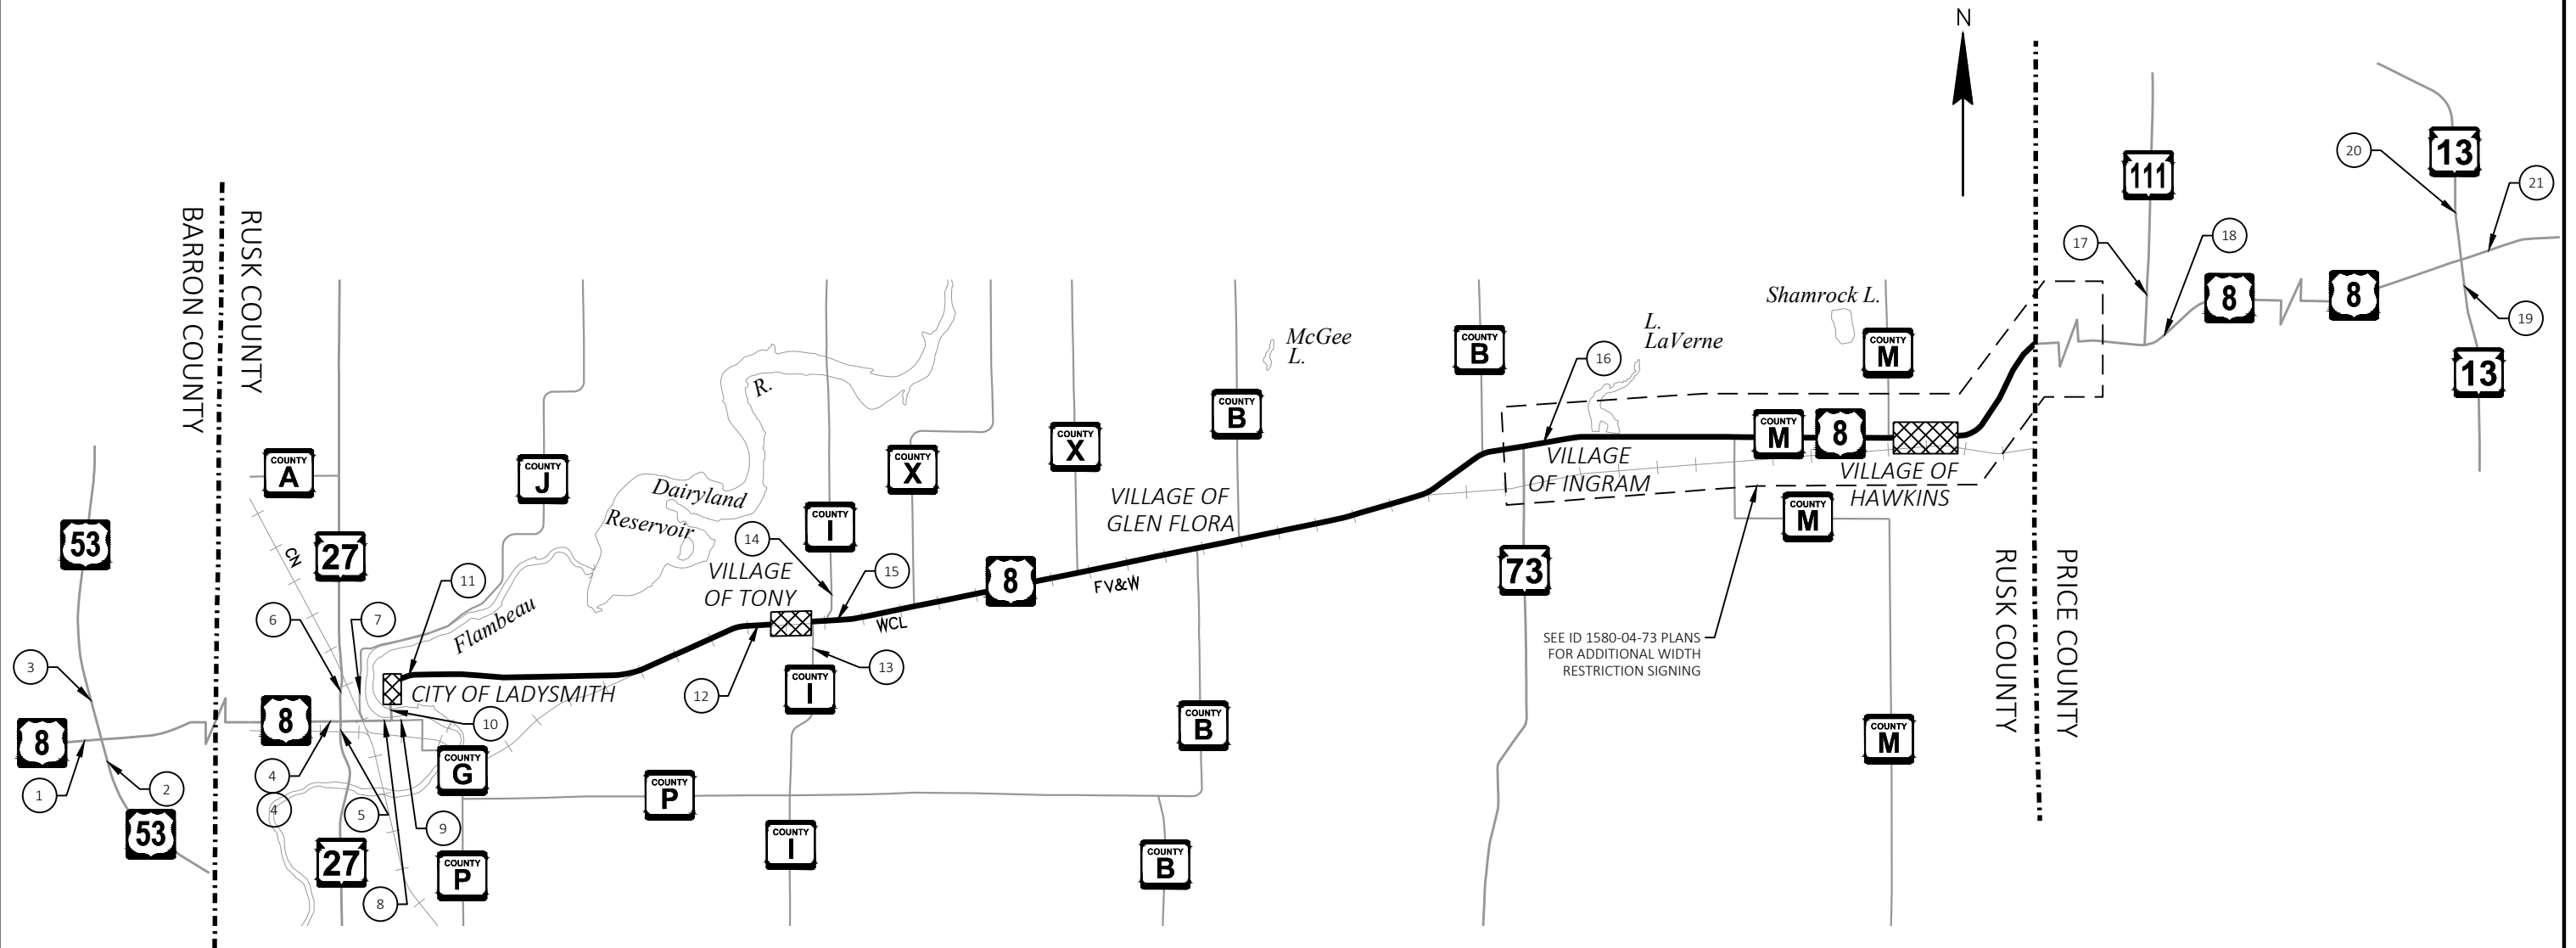 N
BARRON COUNTY
RUSK COUNTY
53
3
8
1
2
53
COUNTY
A
27
CN
6
7
8
4
4
5
27
8
9
10
11
CITY OF LADYSMITH
COUNTY
G
COUNTY
P
COUNTY
J
Flambeau
R.
Dairyland
Reservoir
VILLAGE
OF TONY
12
13
14
15
COUNTY
I
COUNTY
I
COUNTY
I
COUNTY
P
WCL
COUNTY
X
8
FV&W
COUNTY
X
VILLAGE OF
GLEN FLORA
COUNTY
B
McGee
L.
COUNTY
B
COUNTY
B
COUNTY
B
73
16
L.
LaVerne
VILLAGE
OF INGRAM
Shamrock L.
COUNTY
M
COUNTY
M
8
VILLAGE OF
HAWKINS
COUNTY
M
COUNTY
M
SEE ID 1580-04-73 PLANS
FOR ADDITIONAL WIDTH
RESTRICTION SIGNING
RUSK COUNTY
PRICE COUNTY
111
17
18
8
8
20
13
21
19
13